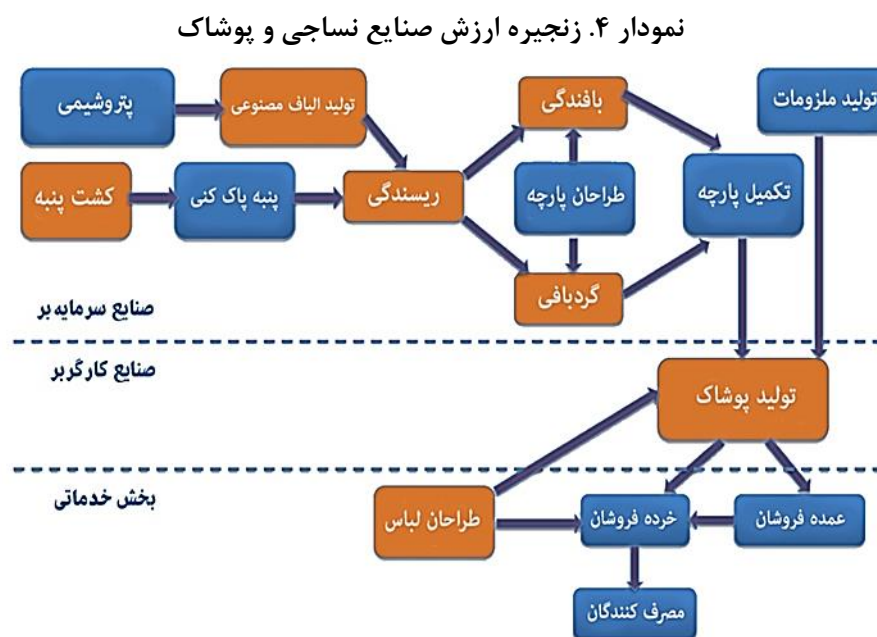 نمودار ۴. زنجیره ارزش صنایع نساجی و پوشاک
پتروشیمی
تولید الیاف مصنوعی
بافندگی
تولید ملزومات
کشت پنبه
پنبه پاک کنی
ریسندگی
طراحان پارچه
تکمیل پارچه
گردبافی
صنایع سرمایه‌بر
صنایع کارگربر
تولید پوشاک
بخش خدماتی
طراحان لباس
خرده فروشان
عمده فروشان
مصرف کنندگان